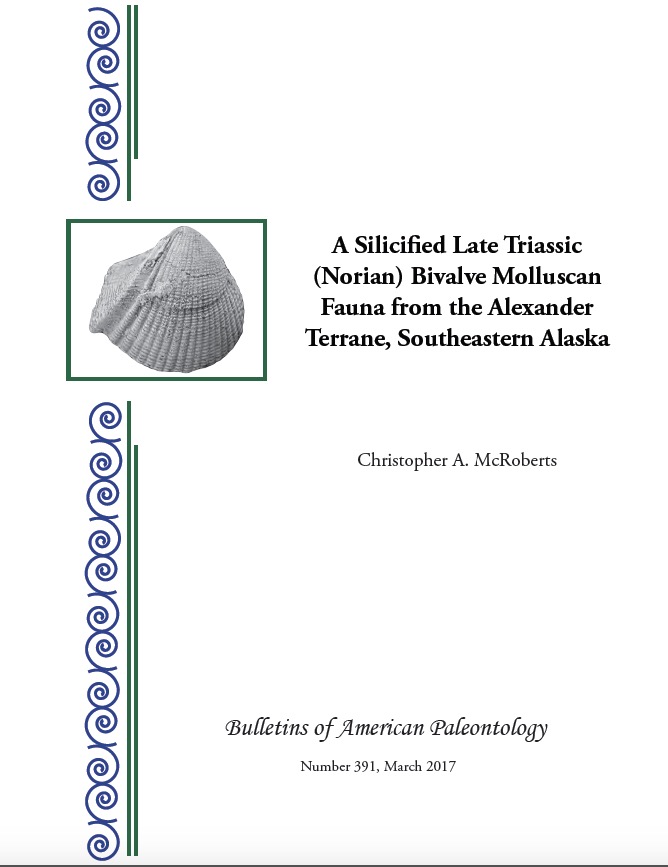 A Silicified Late Triassic
(Norian) Bivalve Molluscan
Fauna from the Alexander
Terrane, Southeastern Alaska
Christopher A. McRoberts
Bulletins of American Paleontology
Number 391, March 2017